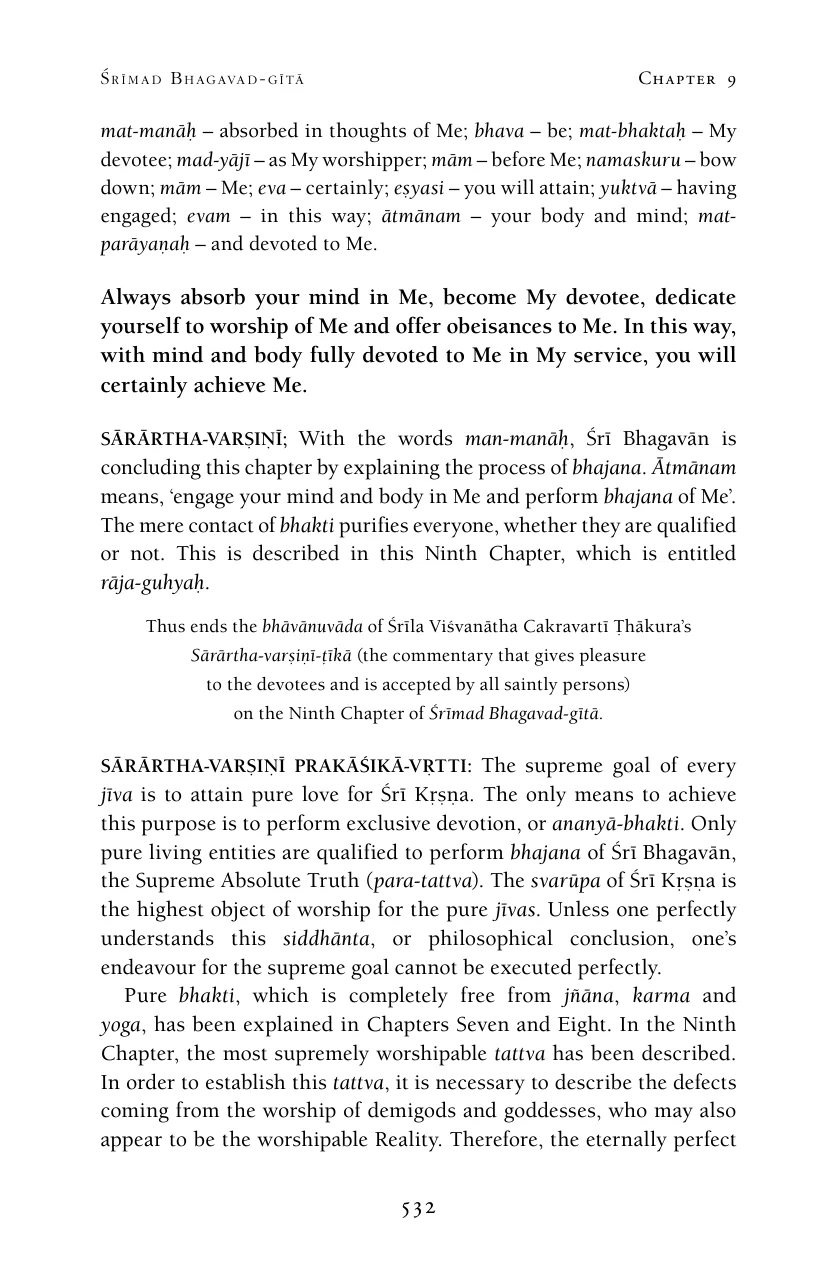 Śrīmad Bhagavad-gītā Chapter 9
mat-manāḥ – absorbed in thoughts of Me; bhava – be; mat-bhaktaḥ – My
devotee; mad-yājī – as My worshipper; mām – before Me; namaskuru – bow
down; mām – Me; eva – certainly; eṣyasi – you will attain; yuktvā – having
engaged; evam – in this way; ātmānam – your body and mind; mat-
parāyaṇaḥ – and devoted to Me.
Always absorb your mind in Me, become My devotee, dedicate
yourself to worship of Me and offer obeisances to Me. In this way,
with mind and body fully devoted to Me in My service, you will
certainly achieve Me.
SĀRĀRTHA-VARṢIṆĪ; With the words man-manāḥ, Śrī Bhagavān is
concluding this chapter by explaining the process of bhajana. Ātmānam
means, ‘engage your mind and body in Me and perform bhajana of Me’.
The mere contact of bhakti purifies everyone, whether they are qualified
or not. This is described in this Ninth Chapter, which is entitled
rāja-guhyaḥ.
Thus ends the bhāvānuvāda of Śrīla Viśvanātha Cakravartī Ṭhākura’s
Sārārtha-varṣiṇī-ṭīkā (the commentary that gives pleasure
to the devotees and is accepted by all saintly persons)
on the Ninth Chapter of Śrīmad Bhagavad-gītā.
SĀRĀRTHA-VARṢIṆĪ PRAKĀŚIKĀ-VṚTTI: The supreme goal of every
jīva is to attain pure love for Śrī Kṛṣṇa. The only means to achieve
this purpose is to perform exclusive devotion, or ananyā-bhakti. Only
pure living entities are qualified to perform bhajana of Śrī Bhagavān,
the Supreme Absolute Truth (para-tattva). The svarūpa of Śrī Kṛṣṇa is
the highest object of worship for the pure jīvas. Unless one perfectly
understands this siddhānta, or philosophical conclusion, one’s
endeavour for the supreme goal cannot be executed perfectly.
Pure bhakti, which is completely free from jñāna, karma and
yoga, has been explained in Chapters Seven and Eight. In the Ninth
Chapter, the most supremely worshipable tattva has been described.
In order to establish this tattva, it is necessary to describe the defects
coming from the worship of demigods and goddesses, who may also
appear to be the worshipable Reality. Therefore, the eternally perfect
532